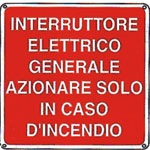 INTERRUTTORE
ELETTRICO
GENERALE
AZIONARE SOLO
IN CASO
D'INCENDIO